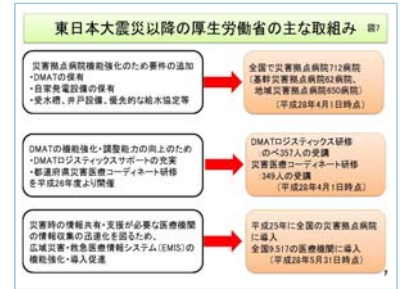 東日本大震災以降の厚生労働省の主な取組み 図7
災害拠点病院機能強化のため要件の追加
・DMATの保有
・自家発電設備の保有
・受水槽、井戸設備、優先的な給水協定等
全国で災害拠点病院712病院
(基幹災害拠点病院62病院、
地域災害拠点病院650病院)
(平成28年4月1日時点)
DMATの機能強化・調整能力の向上のため
・DMATロジスティックサポートの充実
・都道府県災害医療コーディネート研修
を平成26年度より開催
DMATロジスティックス研修
:のべ357人の受講
災害医療コーディネート研修
:349人の受講
(平成28年4月1日時点)
災害時の情報共有・支援が必要な医療機関
の情報収集の迅速化を図るため、
広域災害・救急医療情報システム(EMIS)の
機能強化・導入促進
平成25年に全国の災害拠点病院
に導入
全国9,517の医療機関に導入
(平成28年5月31日時点)
7